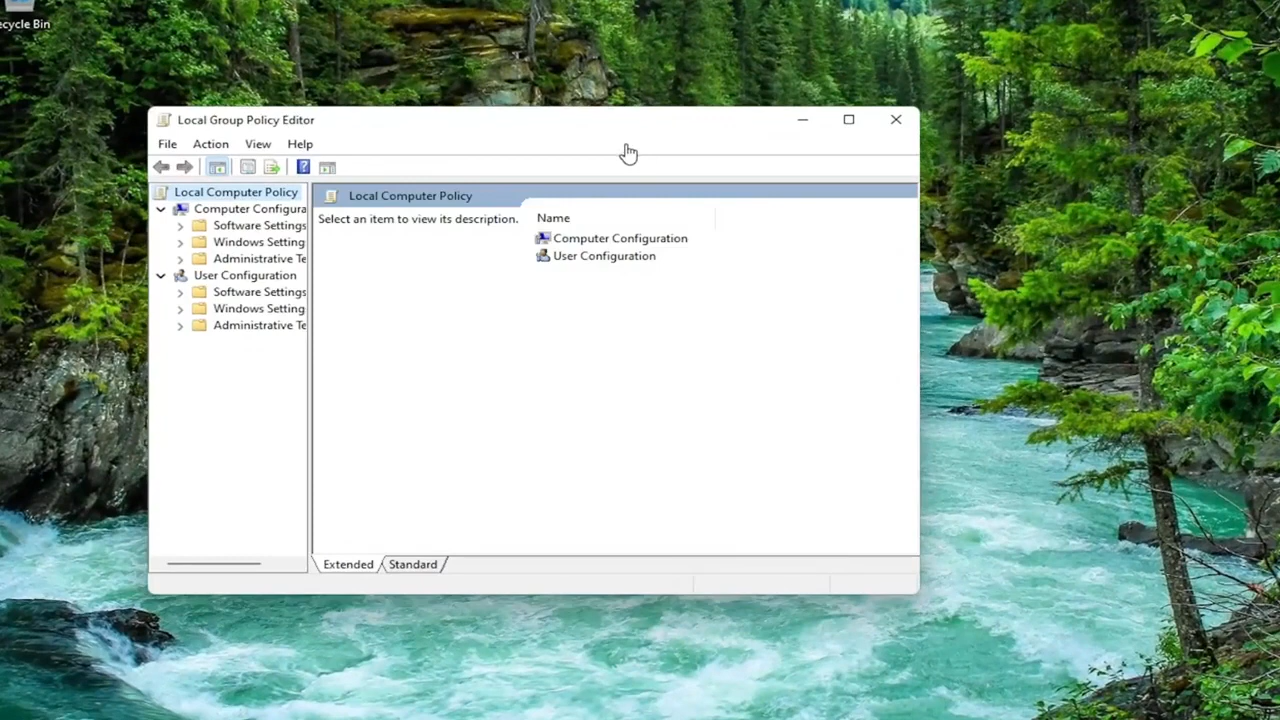 ecycle Bin
Local Group Policy Editor
File Action View Help
Local Computer Policy
Computer Configura
Software Settings
Windows Setting
Administrative Te
User Configuration
Software Settings
Windows Setting
Administrative Te
Local Computer Policy
Select an item to view its description.
Name
Computer Configuration
User Configuration
Extended Standard